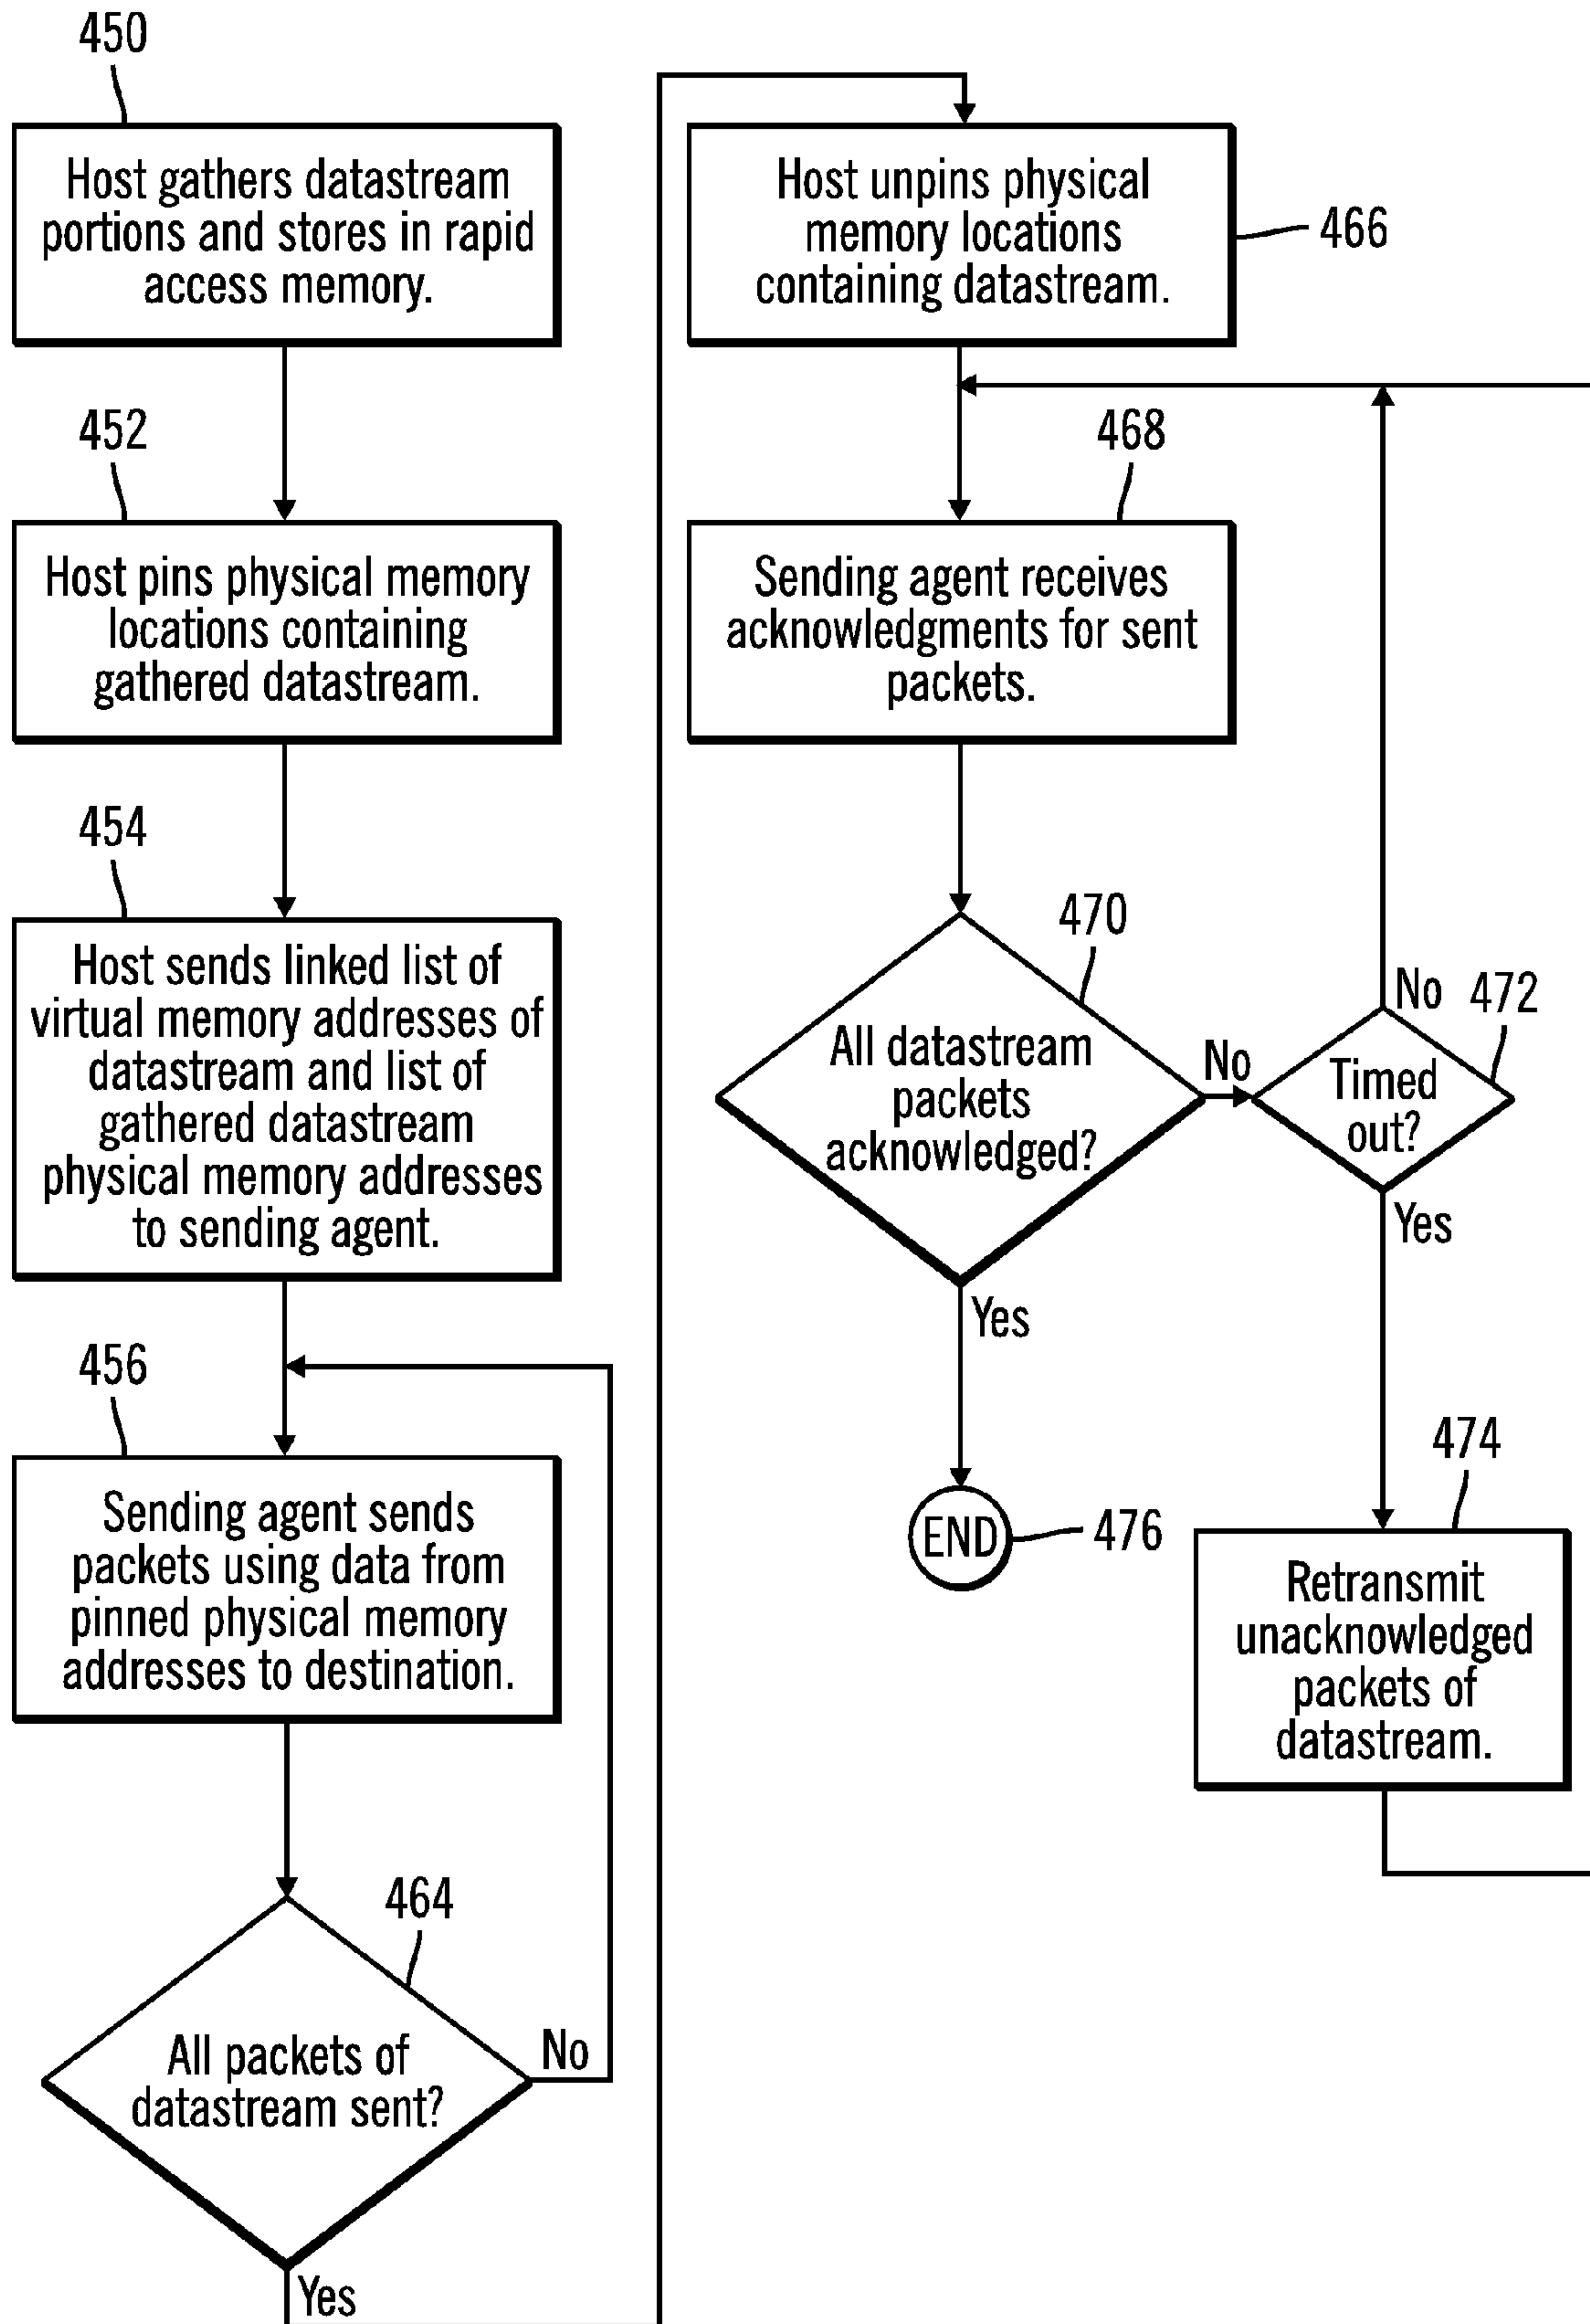 450
Host gathers datastream
portions and stores in rapid
access memory.
452
Host pins physical memory
locations containing
gathered datastream.
454
Host sends linked list of
virtual memory addresses of
datastream and list of
gathered datastream
physical memory addresses
to sending agent.
456
Sending agent sends
packets using data from
pinned physical memory
addresses to destination.
464
All packets of
datastream sent?
No
Yes
Host unpins physical
memory locations
containing datastream.
466
468
Sending agent receives
acknowledgments for sent
packets.
470
All datastream
packets
acknowledged?
No
Yes
END
476
No
472
Timed
out?
Yes
474
Retransmit
unacknowledged
packets of
datastream.